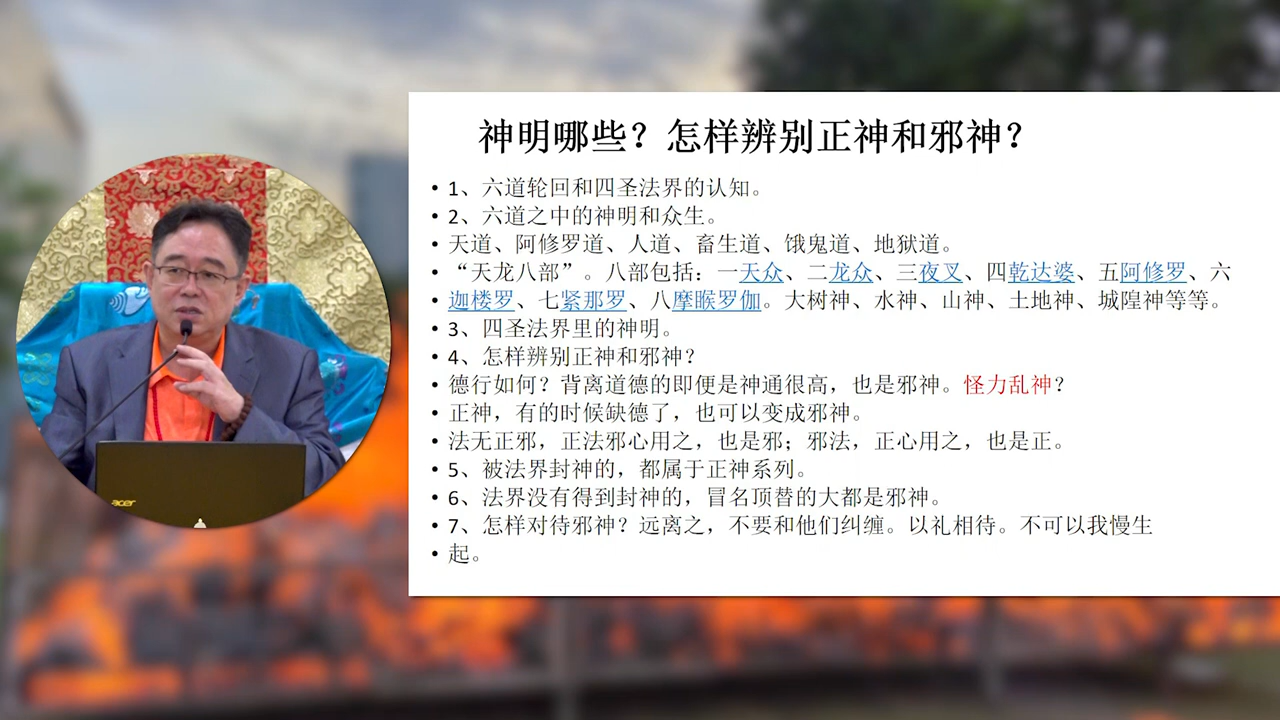 神明哪些？怎样辨别正神和邪神？
• 1、六道轮回和四圣法界的认知。
• 2、六道之中的神明和众生。
• 天道、阿修罗道、人道、畜生道、饿鬼道、地狱道。
• “天龙八部”。八部包括：一天众、二龙众、三夜叉、四乾达婆、五阿修罗、六
• 迦楼罗、七紧那罗、八摩睺罗伽。大树神、水神、山神、土地神、城隍神等等。
• 3、四圣法界里的神明。
• 4、怎样辨别正神和邪神？
• 德行如何？背离道德的即便是神通很高，也是邪神。怪力乱神？
• 正神，有的时候缺德了，也可以变成邪神。
• 法无正邪，正法邪心用之，也是邪；邪法，正心用之，也是正。
• 5、被法界封神的，都属于正神系列。
• 6、法界没有得到封神的，冒名顶替的大都是邪神。
• 7、怎样对待邪神？远离之，不要和他们纠缠。以礼相待。不可以我慢生
• 起。
acer